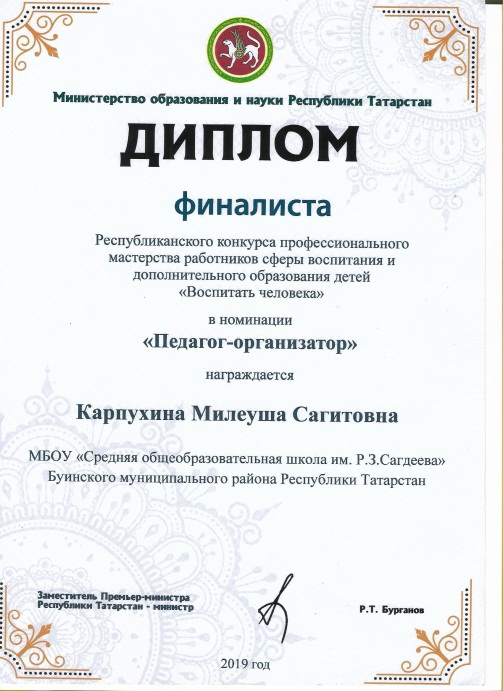 Министерство образования и науки Республики Татарстан
ДИПЛОМ
финалиста
Республиканского конкурса профессионального
мастерства работников сферы воспитания и
дополнительного образования детей
«Воспитать человека»
в номинации
«Педагог-организатор»
награждается
Карпухина Милеуша Сагитовна
МБОУ «Средняя общеобразовательная школа им. Р.З.Сагдеева»
Буинского муниципального района Республики Татарстан
Заместитель Премьер-министра
Республики Татарстан - министр
Р.Т. Бурганов
2019 год